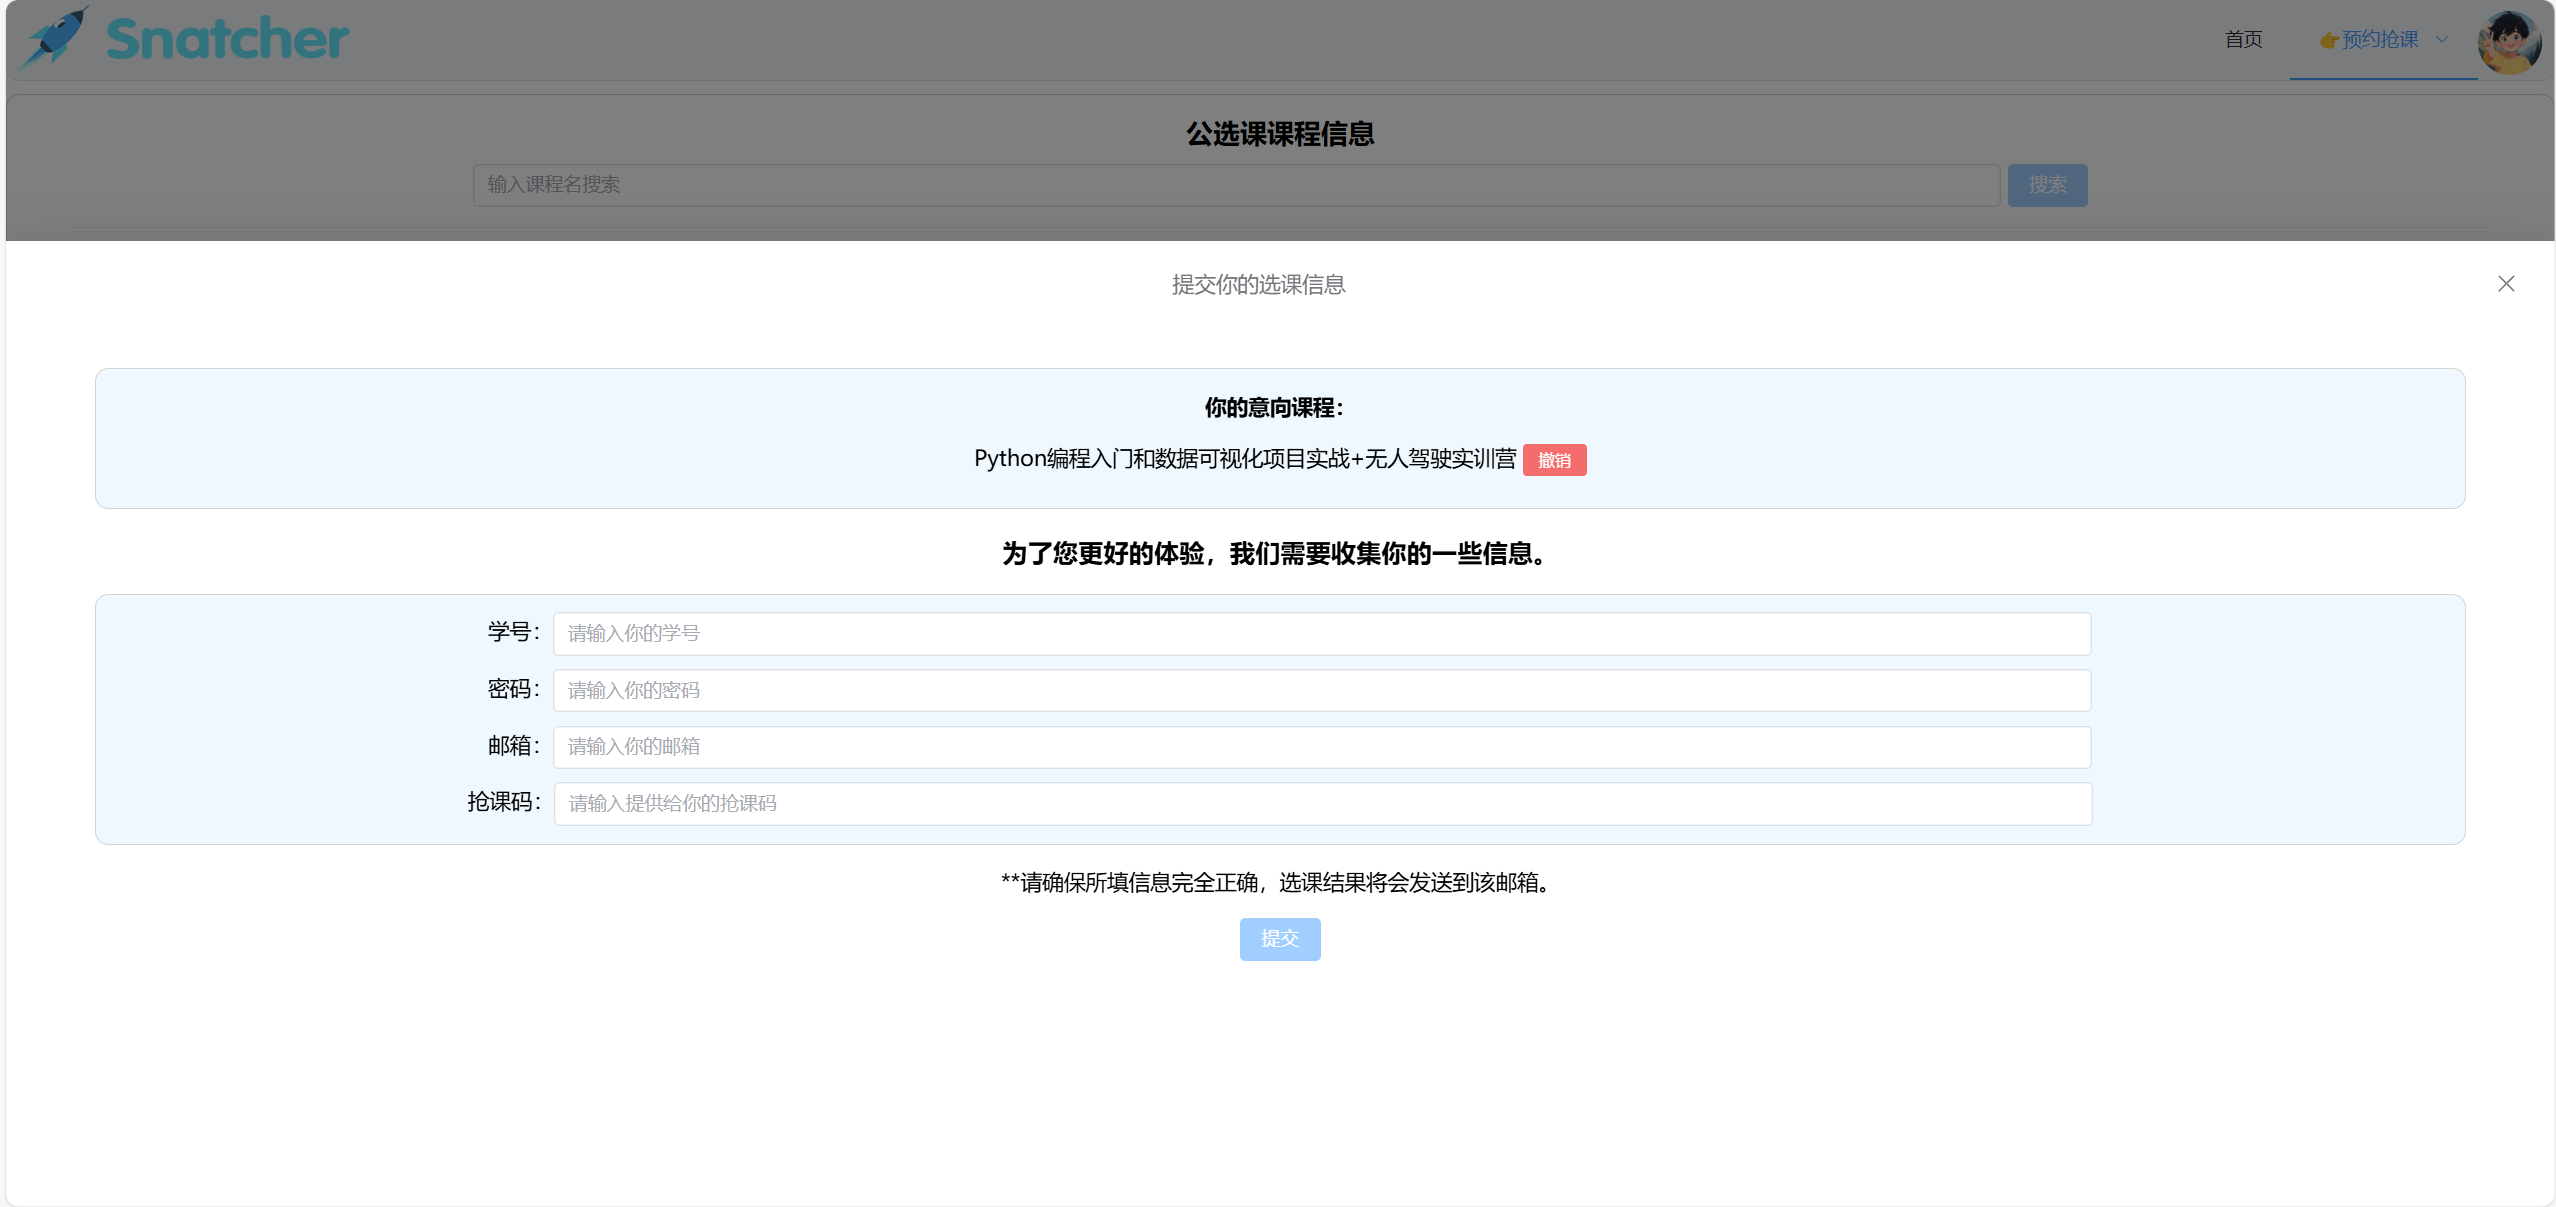 Snatcher
首页
👉预约抢课
公选课课程信息
输入课程名搜索
搜索
提交你的选课信息
你的意向课程：
Python编程入门和数据可视化项目实战+无人驾驶实训营 撤销
为了您更好的体验，我们需要收集你的一些信息。
学号： 请输入你的学号
密码： 请输入你的密码
邮箱： 请输入你的邮箱
抢课码： 请输入提供给你的抢课码
**请确保所填信息完全正确，选课结果将会发送到该邮箱。
提交